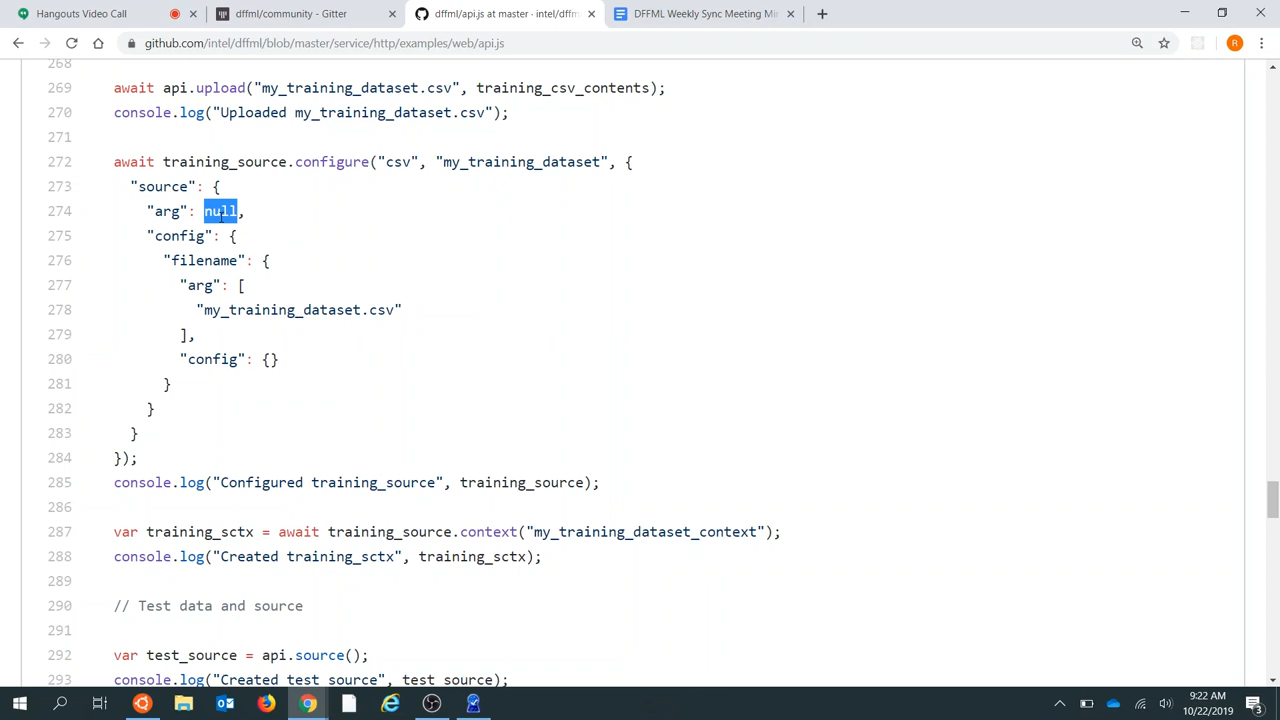 Hangouts Video Call
dffml/community - Gitter
dffml/api.js at master · intel/dffm
DFFML Weekly Sync Meeting Mi
github.com/intel/dffml/blob/master/service/http/examples/web/api.js
R
268
269 await api.upload("my_training_dataset.csv", training_csv_contents);
270 console.log("Uploaded my_training_dataset.csv");
271
272 await training_source.configure("csv", "my_training_dataset", {
273 "source": {
274 "arg": null,
275 "config": {
276 "filename": {
277 "arg": [
278 "my_training_dataset.csv"
279 ],
280 "config": {}
281 }
282 }
283 }
284 });
285 console.log("Configured training_source", training_source);
286
287 var training_sctx = await training_source.context("my_training_dataset_context");
288 console.log("Created training_sctx", training_sctx);
289
290 // Test data and source
291
292 var test_source = api.source();
293 console.log("Created test source", test source);
9:22 AM
10/22/2019
3